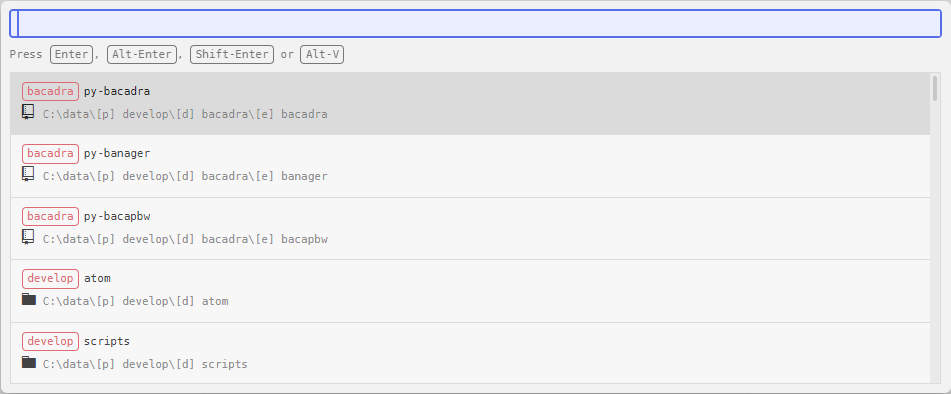 Press Enter, Alt-Enter, Shift-Enter or Alt-V
bacadra py-bacadra
C:\data\[p] develop\[d] bacadra\[e] bacadra
bacadra py-banager
C:\data\[p] develop\[d] bacadra\[e] banager
bacadra py-bacapbw
C:\data\[p] develop\[d] bacadra\[e] bacapbw
develop atom
C:\data\[p] develop\[d] atom
develop scripts
C:\data\[p] develop\[d] scripts